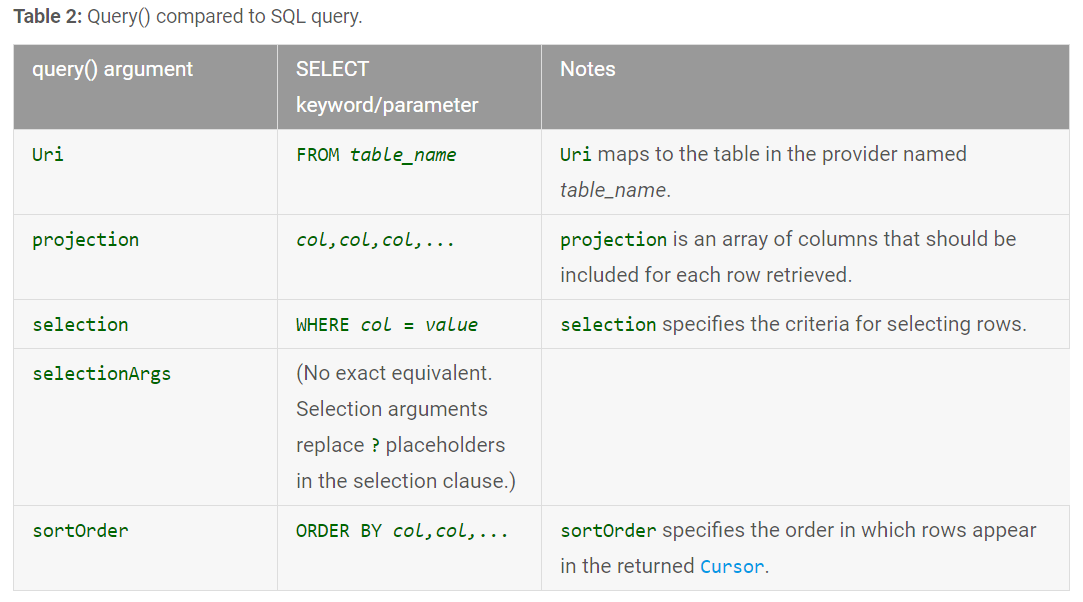 Table 2: Query() compared to SQL query.
query() argument
SELECT
keyword/parameter
Notes
Uri
FROM table_name
Uri maps to the table in the provider named
table_name.
projection
col,col,col,...
projection is an array of columns that should be
included for each row retrieved.
selection
WHERE col = value
selection specifies the criteria for selecting rows.
selectionArgs
(No exact equivalent.
Selection arguments
replace ? placeholders
in the selection clause.)
sortOrder
ORDER BY col,col,...
sortOrder specifies the order in which rows appear
in the returned Cursor.